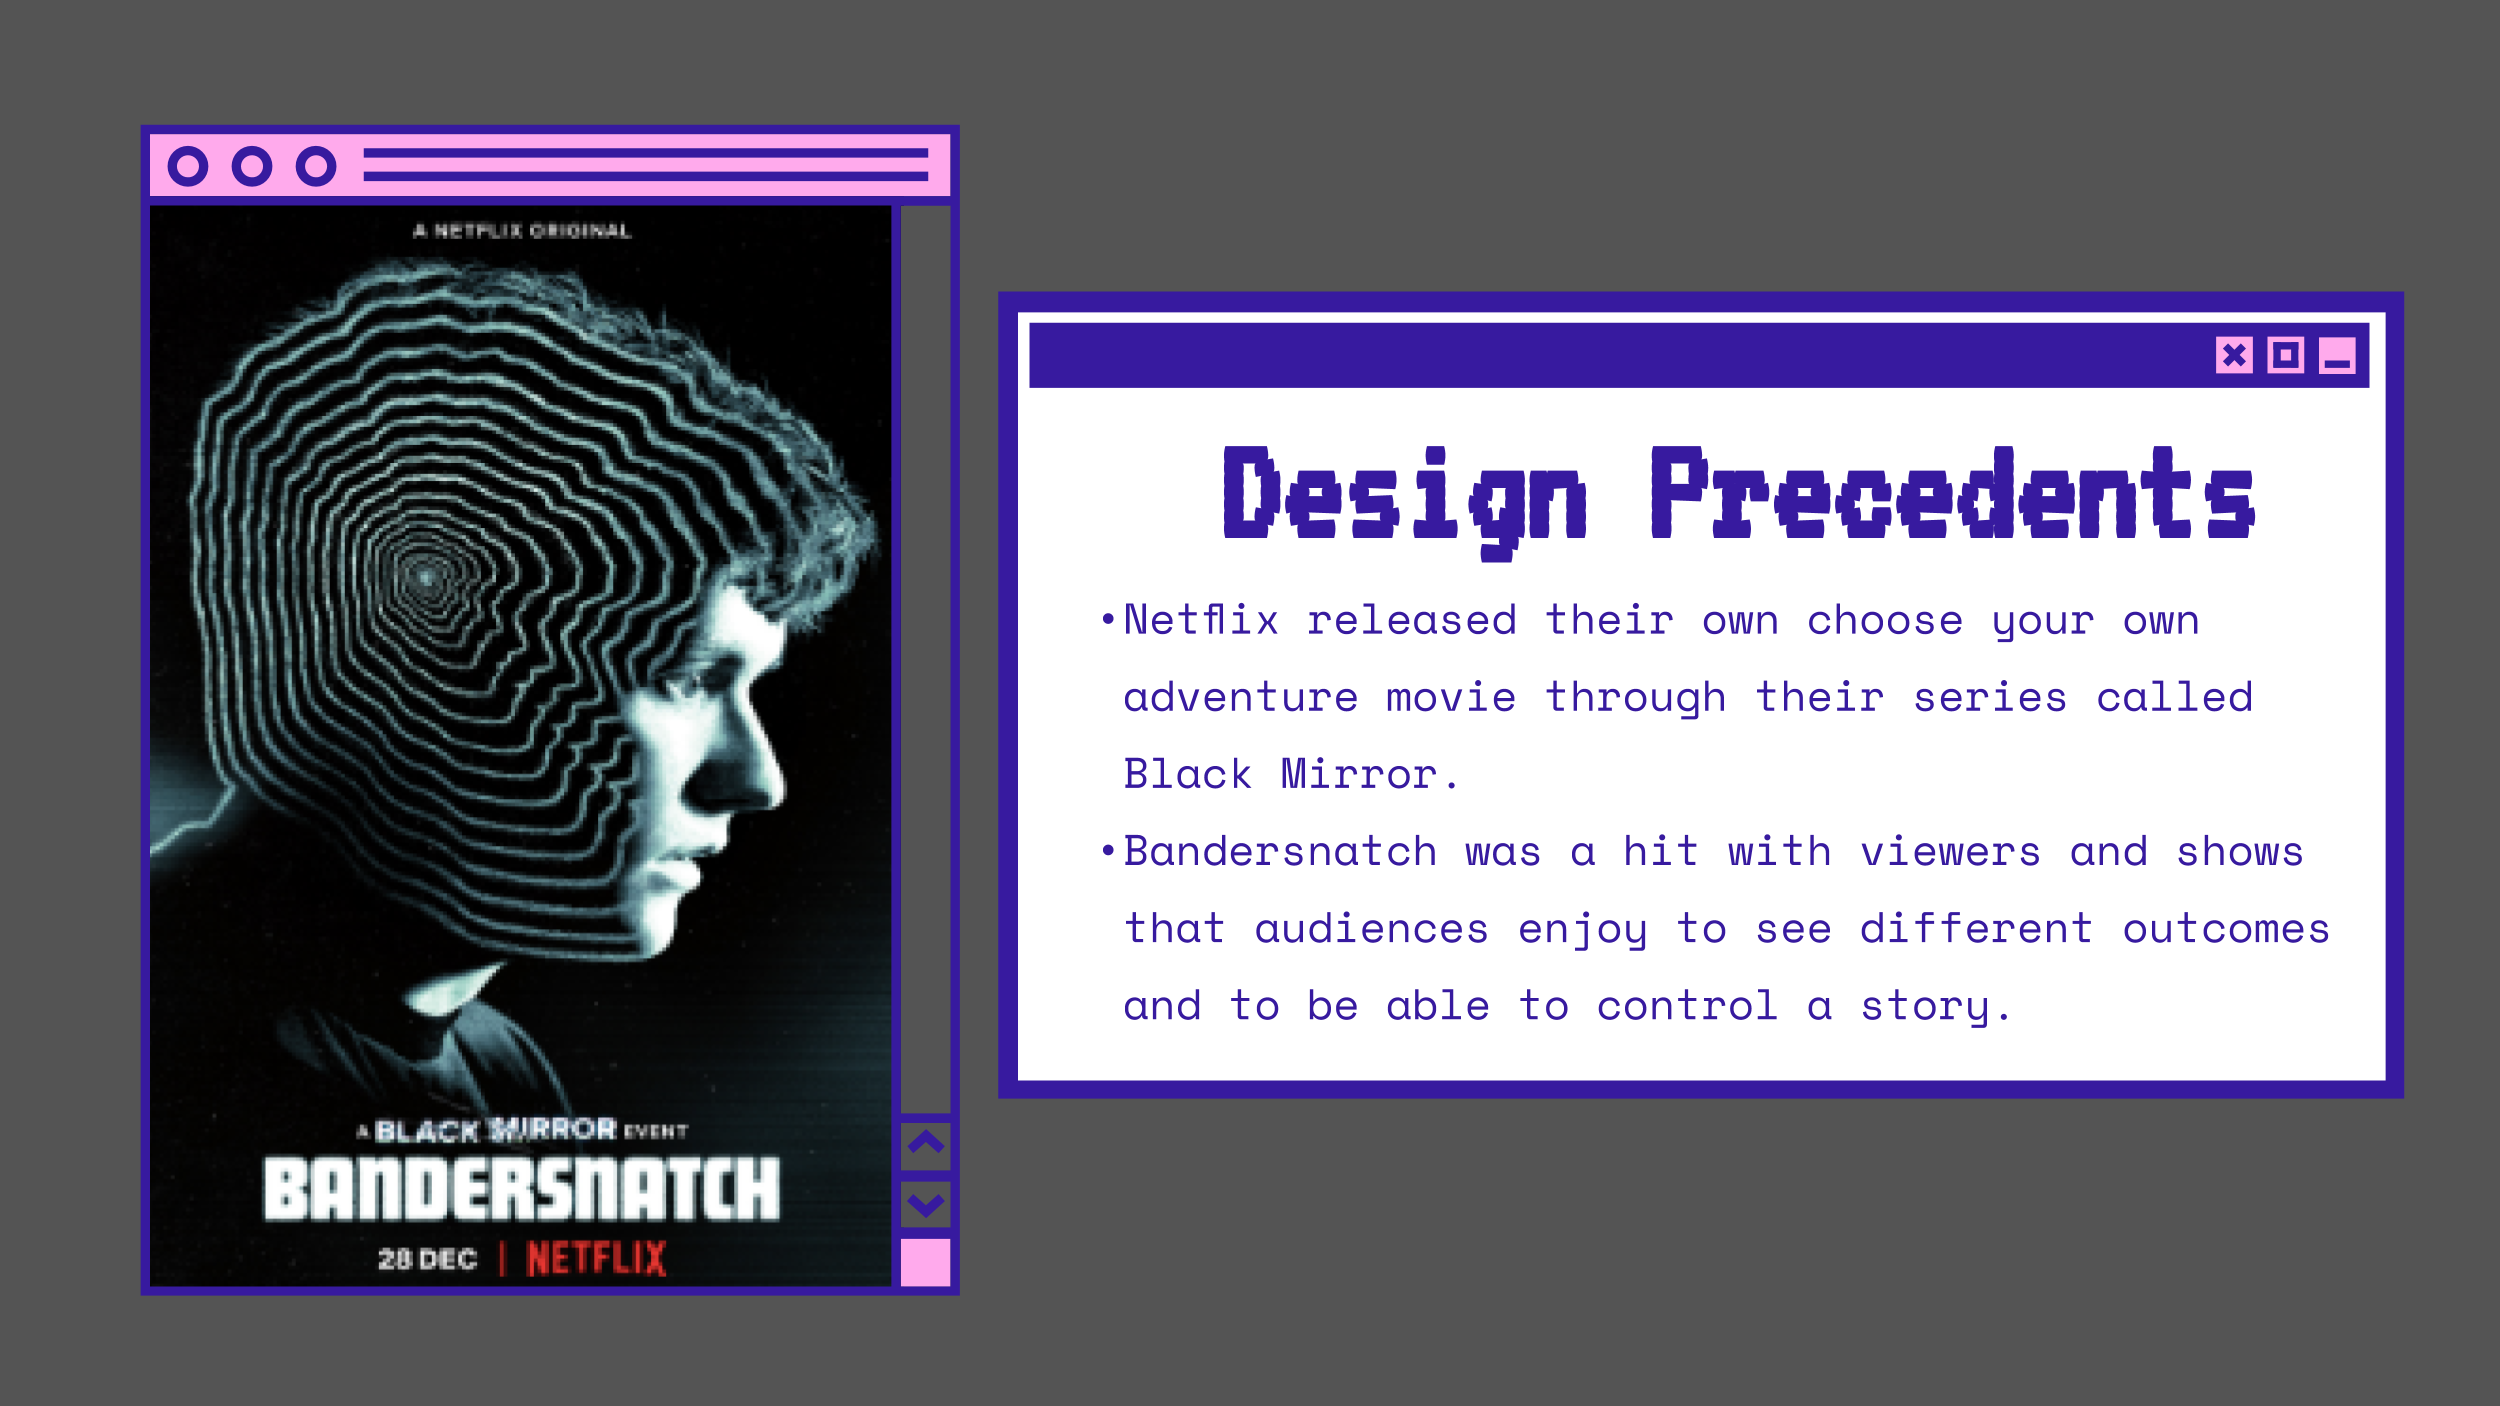 A NETFLIX ORIGINAL
A BLACK MIRROR EVENT
BANDERSNATCH
28 DEC | NETFLIX
Design Precedents
•Netflix released their own choose your own
adventure movie through their series called
Black Mirror.
•Bandersnatch was a hit with viewers and shows
that audiences enjoy to see different outcomes
and to be able to control a story.